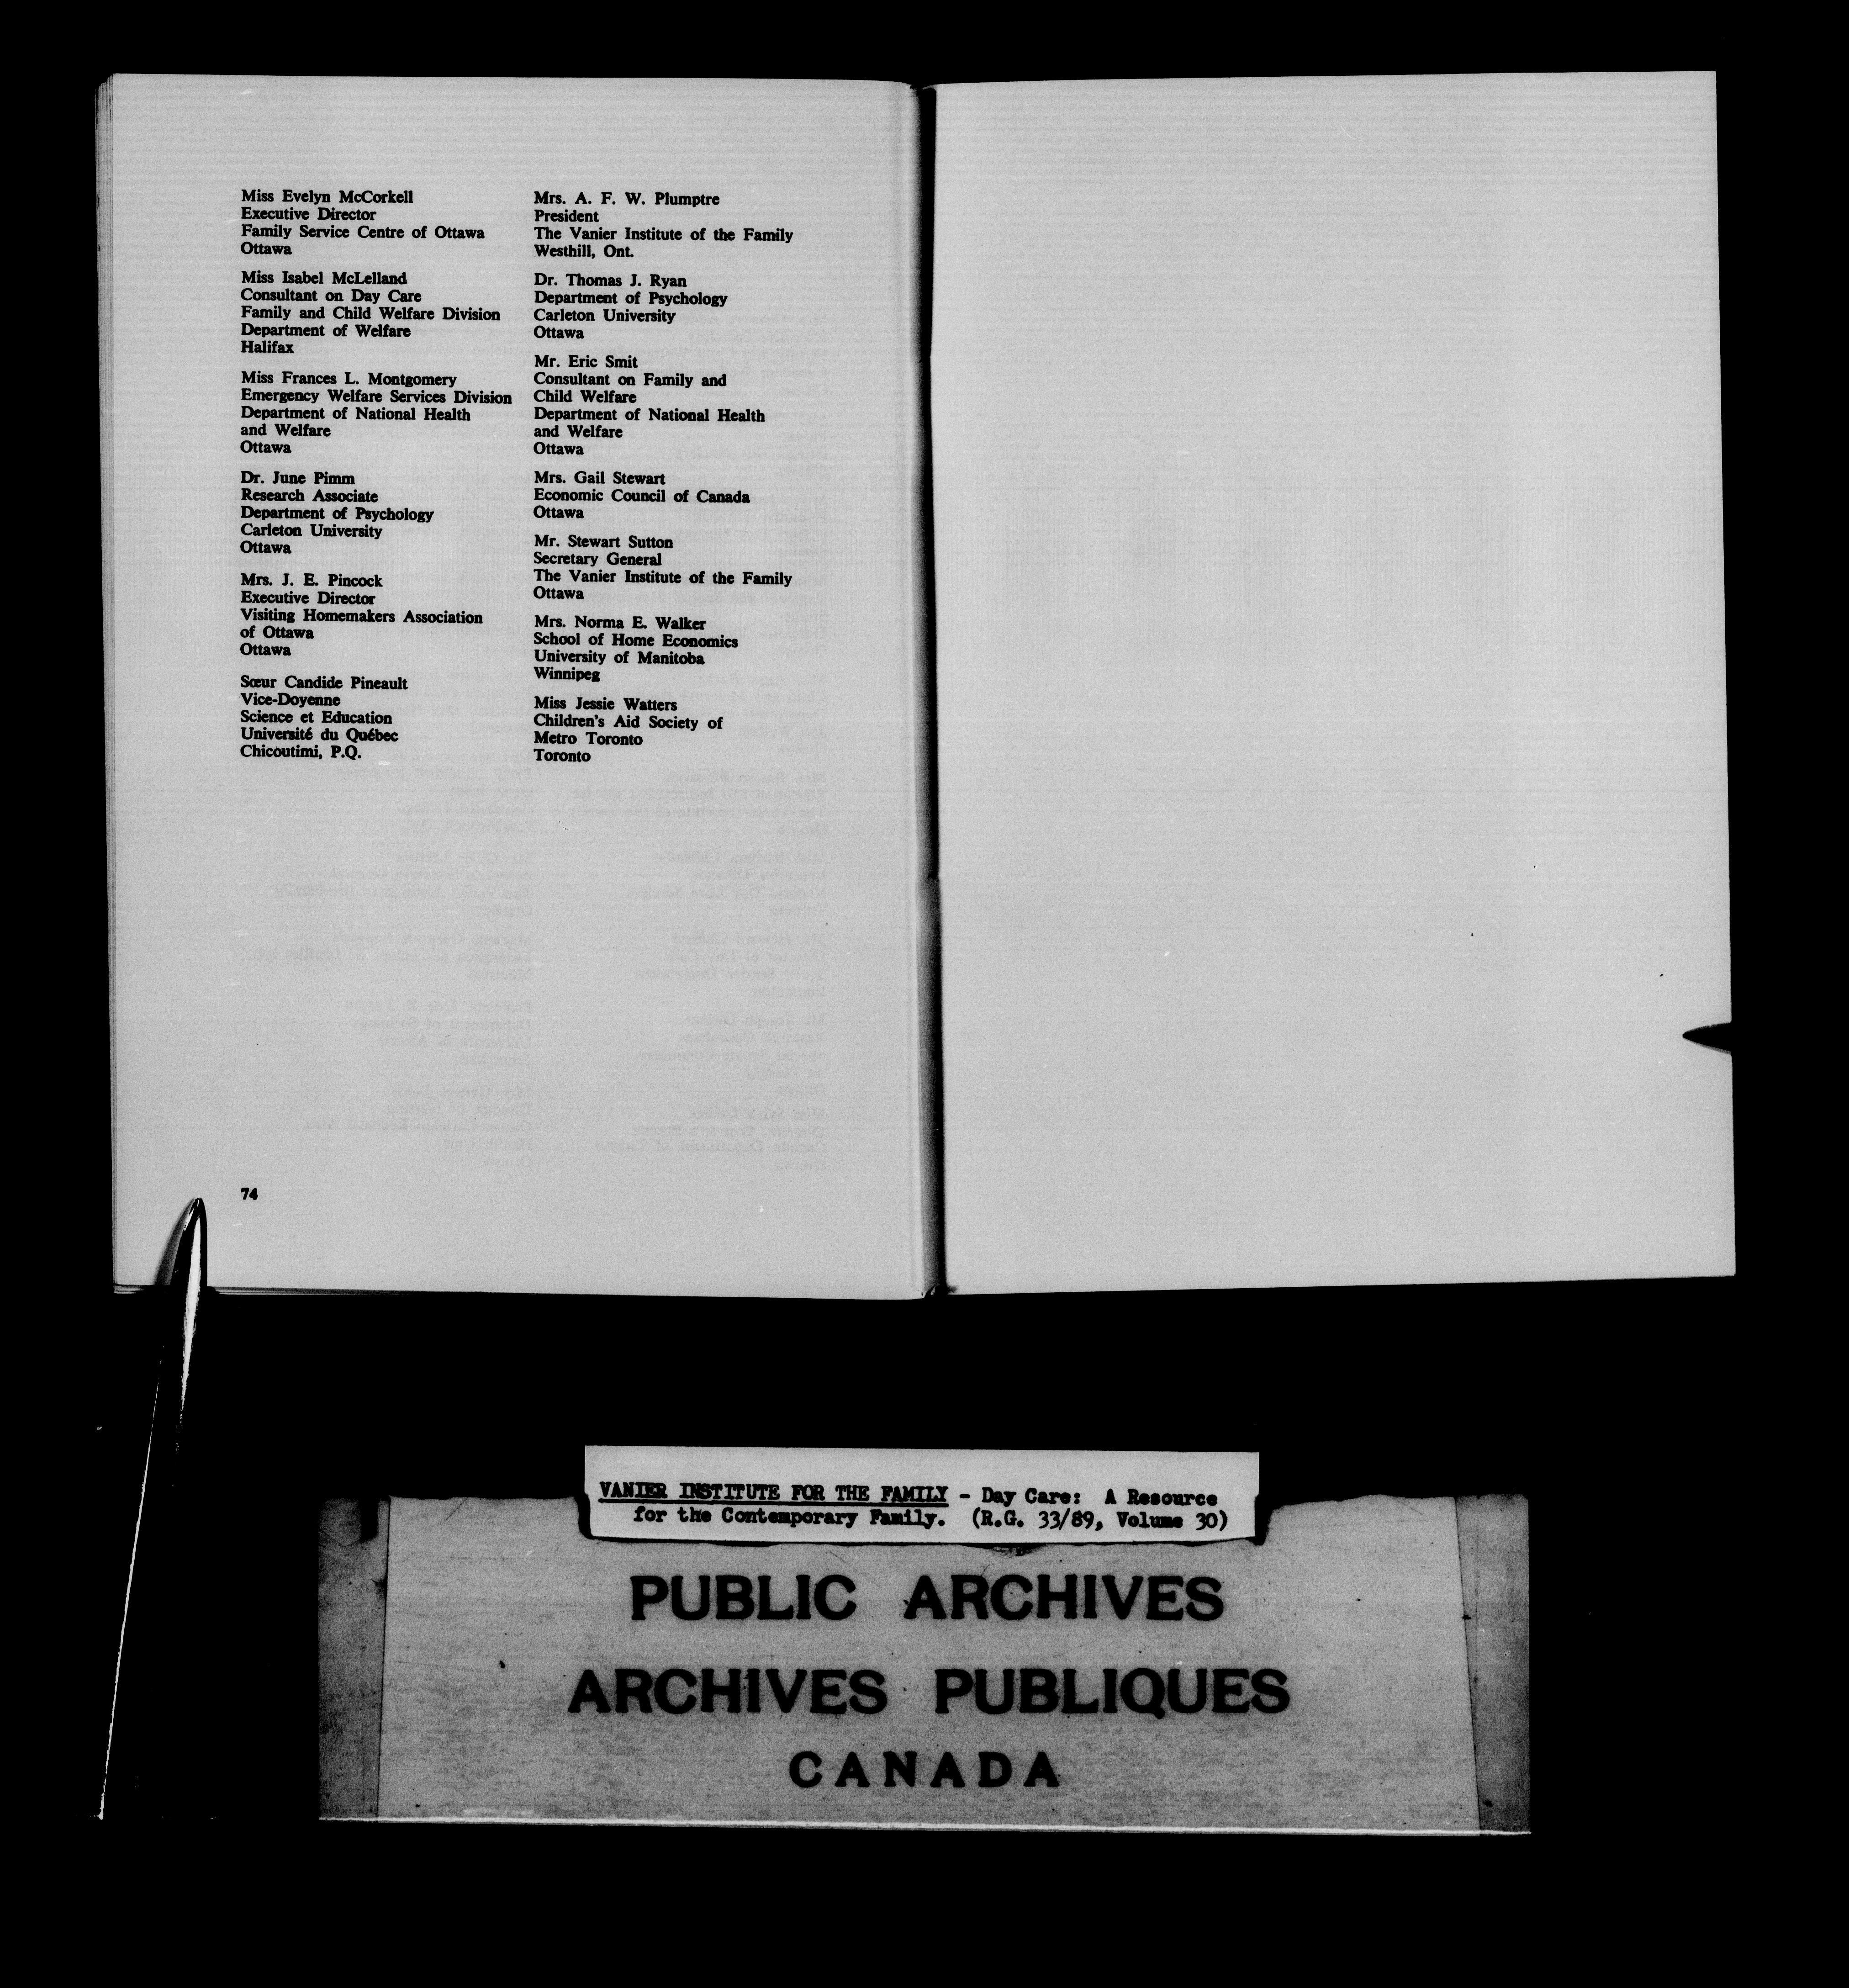 Miss Evelyn McCorkell
Executive Director
Family Service Centre of Ottawa
Ottawa
Miss Isabel McLelland
Consultant on Day Care
Family and Child Welfare Division
Department of Welfare
Halifax
Miss Frances L. Montgomery
Emergency Welfare Services Division
Department of National Health
and Welfare
Ottawa
Dr. June Pimm
Research Associate
Department of Psychology
Carleton University
Ottawa
Mrs. J. E. Pincock
Executive Director
Visiting Homemakers Association
of Ottawa
Ottawa
Sœur Candide Pineault
Vice-Doyenne
Science et Education
Université du Québec
Chicoutimi, P.Q.
Mrs. A. F. W. Plumptre
President
The Vanier Institute of the Family
Westhill, Ont.
Dr. Thomas J. Ryan
Department of Psychology
Carleton University
Ottawa
Mr. Eric Smit
Consultant on Family and
Child Welfare
Department of National Health
and Welfare
Ottawa
Mrs. Gail Stewart
Economic Council of Canada
Ottawa
Mr. Stewart Sutton
Secretary General
The Vanier Institute of the Family
Ottawa
Mrs. Norma E. Walker
School of Home Economics
University of Manitoba
Winnipeg
Miss Jessie Watters
Children's Aid Society of
Metro Toronto
Toronto
74
VANIER INSTITUTE FOR THE FAMILY - Day Care: A Resource
for the Contemporary Family. (R.G. 33/89, Volume 30)
PUBLIC ARCHIVES
ARCHIVES PUBLIQUES
CANADA